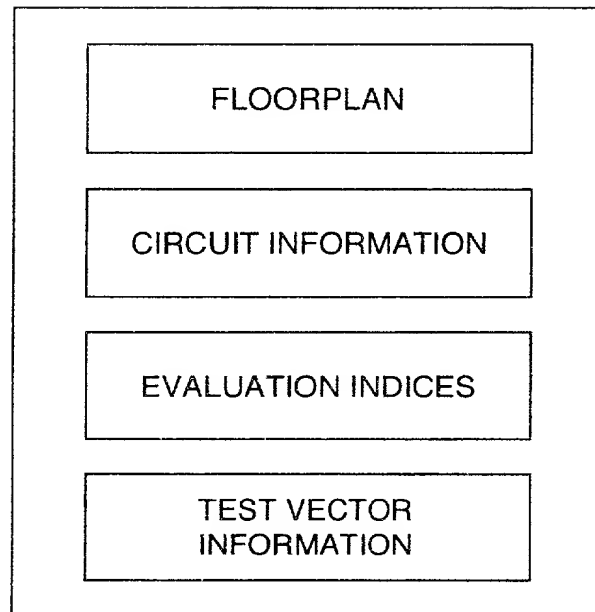 FLOORPLAN
CIRCUIT INFORMATION
EVALUATION INDICES
TEST VECTOR
INFORMATION